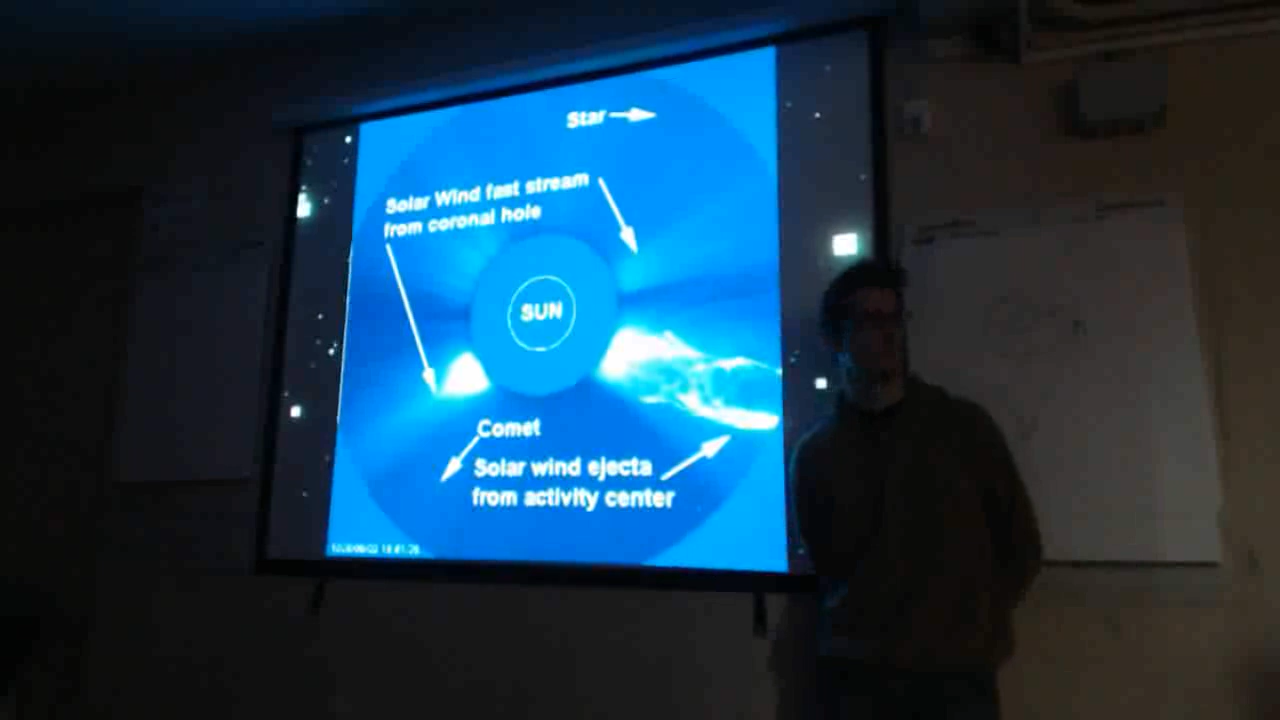 Star
Solar Wind fast stream
from coronal hole
SUN
Comet
Solar wind ejecta
from activity center